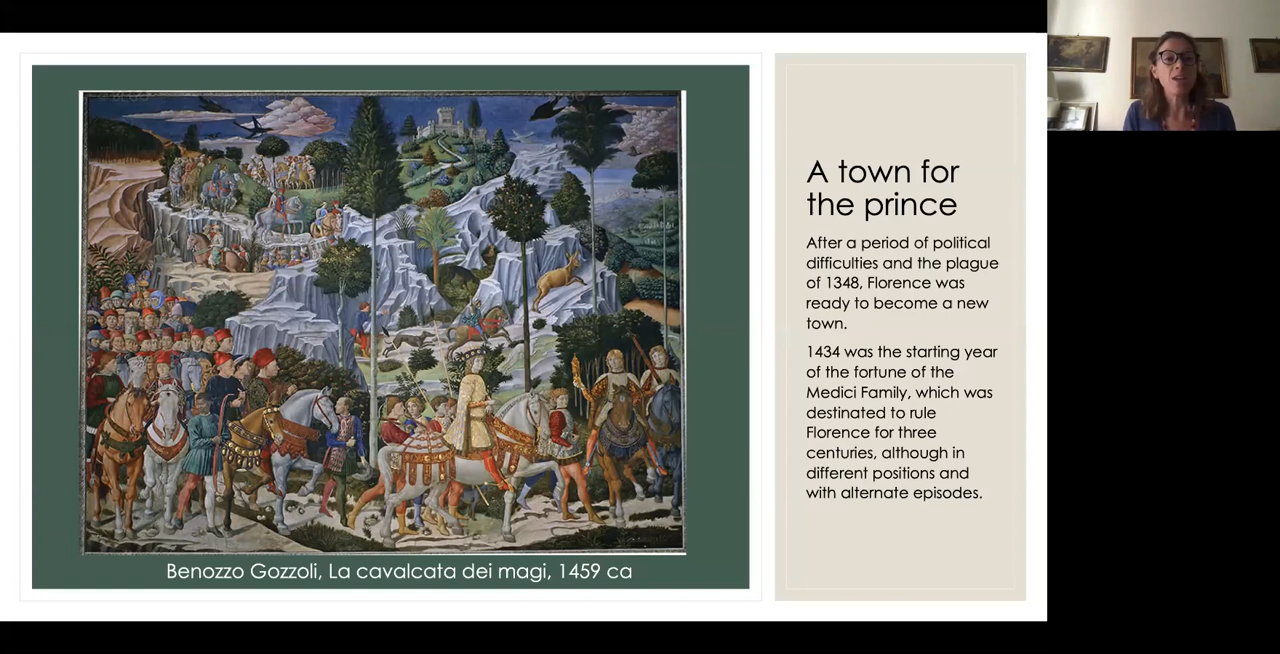 Benozzo Gozzoli, La cavalcata dei magi, 1459 ca
A town for
the prince
After a period of political
difficulties and the plague
of 1348, Florence was
ready to become a new
town.
1434 was the starting year
of the fortune of the
Medici Family, which was
destinated to rule
Florence for three
centuries, although in
different positions and
with alternate episodes.